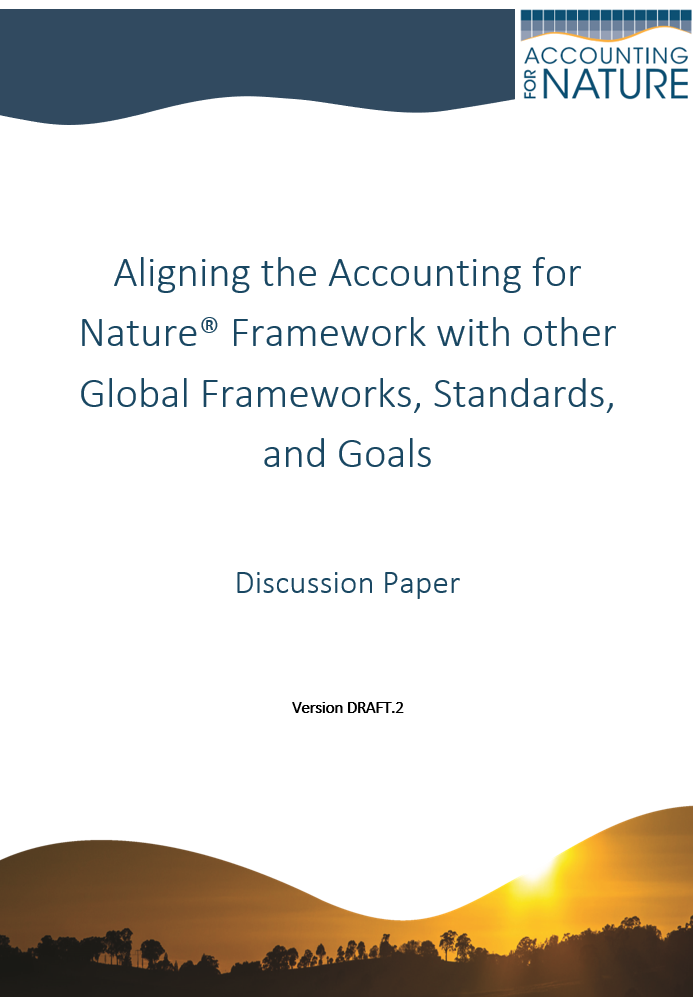 ACCOUNTING
FOR NATURE
Aligning the Accounting for
Nature® Framework with other
Global Frameworks, Standards,
and Goals
Discussion Paper
Version DRAFT.2